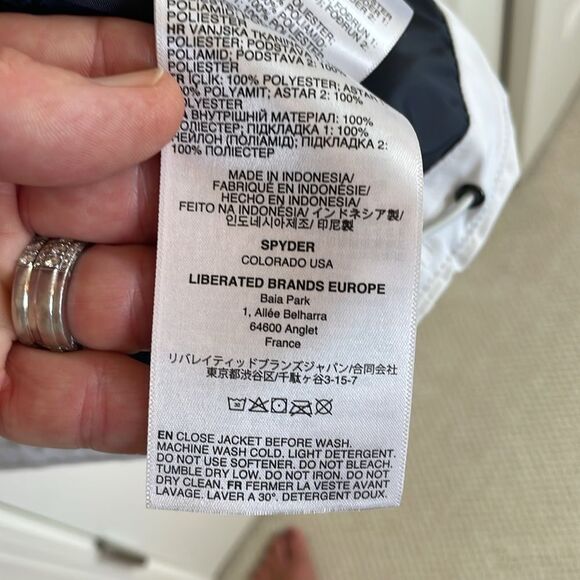 POLYESTER
HR VANJSKA TKANINA:
POLIESTER; PODSTAVA
POLIAMID; PODSTAVA 2: 100%
TR İÇLİK: 100% POLYESTER; ASTAR
% POLYAMIT; ASTAR 2: 100%
POLYESTER
ВНУТРІШНІЙ МАТЕРІАЛ: 100%
ПОЛІЕСТЕР; ПІДКЛАДКА 1: 100%
НЕЙЛОН (ПОЛІАМІД); ПІДКЛАДКА 2:
100% ПОЛІЕСТЕР
MADE IN INDONESIA/
FABRIQUÉ EN INDONÉSIE/
HECHO EN INDONESIA/
FEITO NA INDONÉSIA/ インドネシア製/
인도네시아제조/ 印尼製/
SPYDER
COLORADO USA
LIBERATED BRANDS EUROPE
Baia Park
1, Allée Belharra
64600 Anglet
France
リバレイティッドブランズジャパン/合同会社
東京都渋谷区/千駄ヶ谷3-15-7
EN CLOSE JACKET BEFORE WASH.
MACHINE WASH COLD. LIGHT DETERGENT.
DO NOT USE SOFTENER. DO NOT BLEACH.
TUMBLE DRY LOW. DO NOT IRON. DO NOT
DRY CLEAN. FR FERMER LA VESTE AVANT
LAVAGE. LAVER A 30°. DETERGENT DOUX.